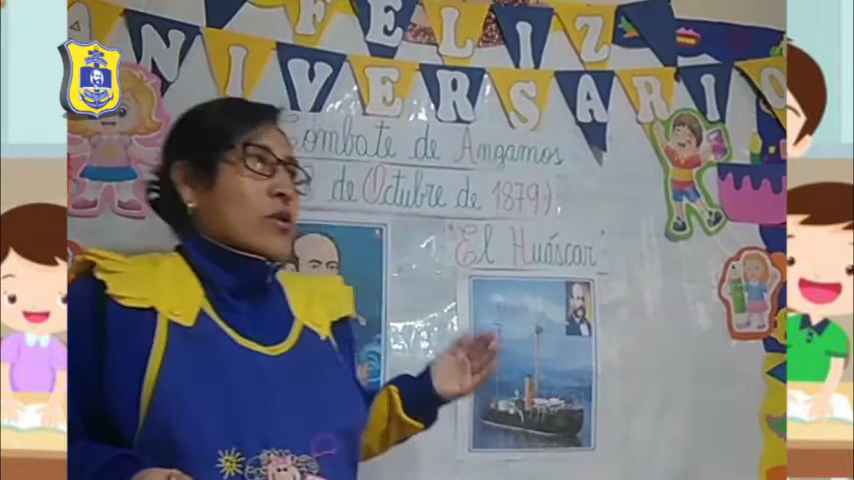 FELIZ
ANIVERSARIO
Combate de Angamos
de Octubre de 1879)
"El Huáscar"